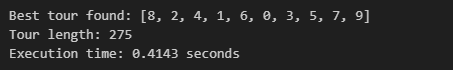 Best tour found: [8, 2, 4, 1, 6, 0, 3, 5, 7, 9]
Tour length: 275
Execution time: 0.4143 seconds